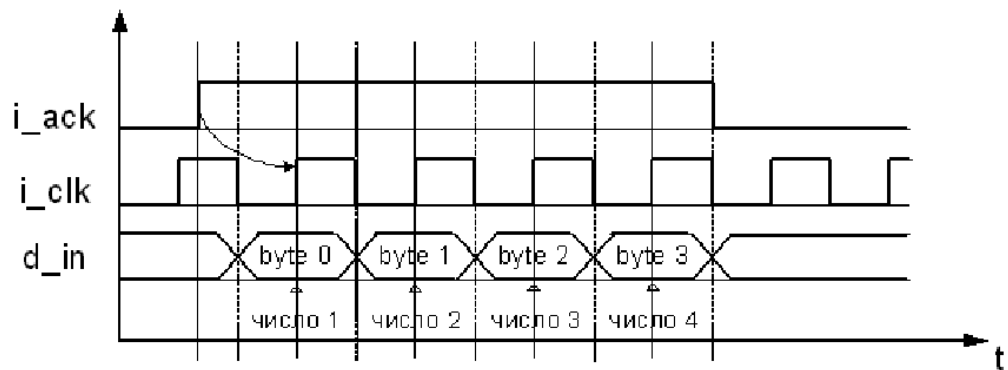 i_ack
i_clk
d_in byte 0 byte 1 byte 2 byte 3
число 1 число 2 число 3 число 4
t